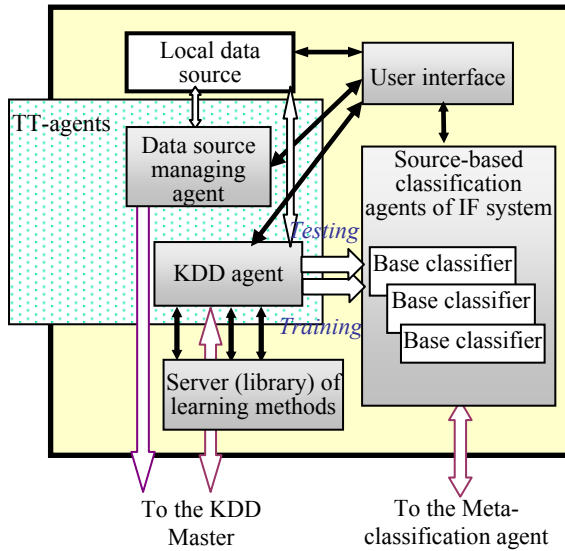 Local data
source
User interface
TT-agents
Data source
managing
agent
Source-based
classification
agents of IF system
Testing
KDD agent
Base classifier
Base classifier
Base classifier
Training
Server (library) of
learning methods
To the KDD
Master
To the Meta-
classification agent